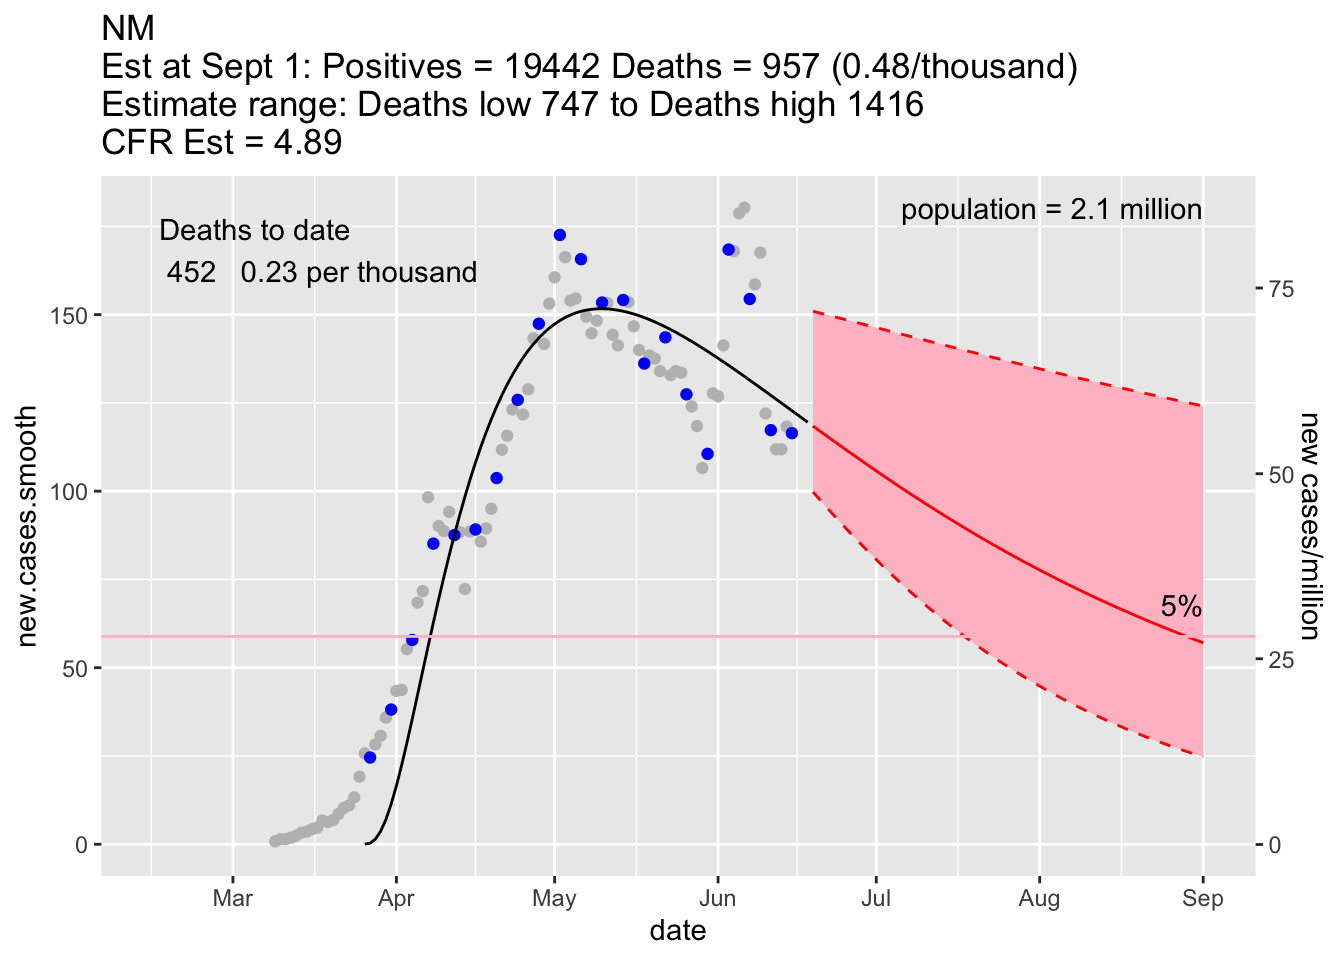 NM
Est at Sept 1: Positives = 19442 Deaths = 957 (0.48/thousand)
Estimate range: Deaths low 747 to Deaths high 1416
CFR Est = 4.89
Deaths to date
452 0.23 per thousand
population = 2.1 million
150
100
50
0
new.cases.smooth
75
50
25
0
new cases/million
5%
Mar Apr May Jun Jul Aug Sep
date